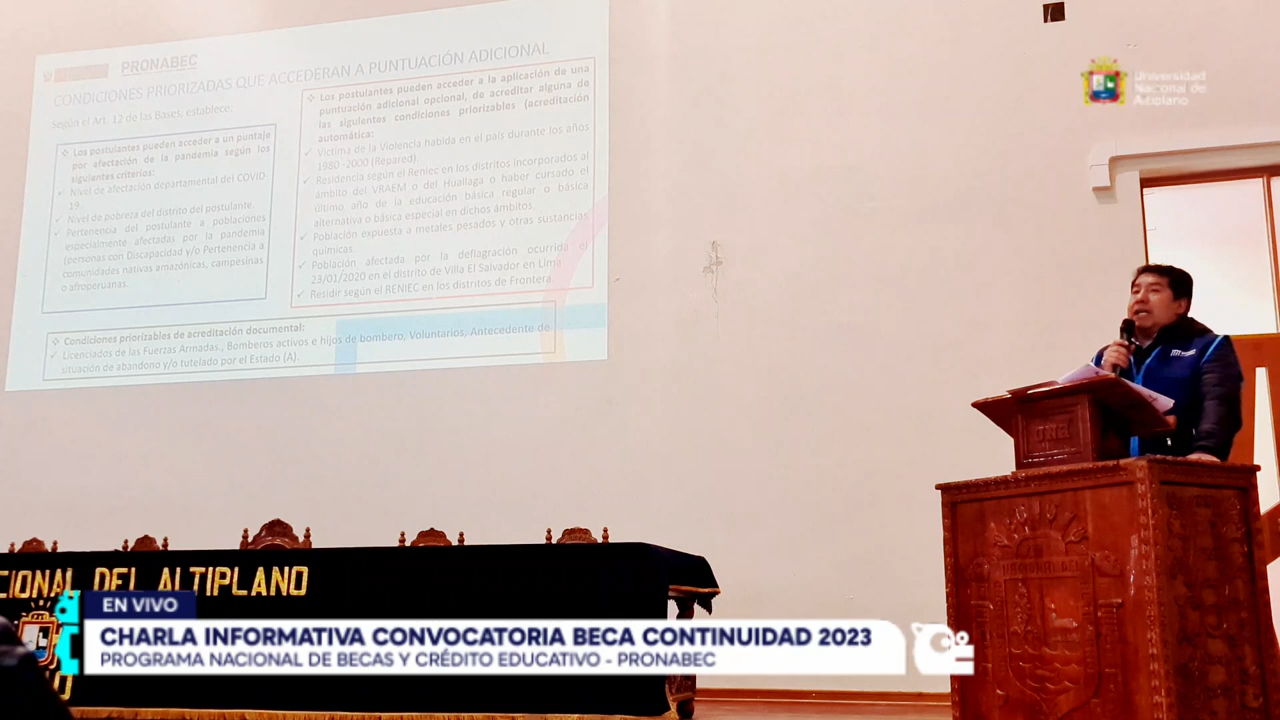 PRONABEC
CONDICIONES PRIORIZADAS QUE ACCEDERAN A PUNTUACIÓN ADICIONAL
Según el Art. 12 de las Bases, establece:
❖ Los postulantes pueden acceder a un puntaje
por afectación de la pandemia según los
siguientes criterios:
✓ Nivel de afectación departamental del COVID-
19.
✓ Nivel de pobreza del distrito del postulante.
✓ Pertenencia del postulante a poblaciones
especialmente afectadas por la pandemia
(personas con Discapacidad y/o Pertenencia a
comunidades nativas amazónicas, campesinas
o afroperuanas.
❖ Los postulantes pueden acceder a la aplicación de una
puntuación adicional opcional, de acreditar alguna de
las siguientes condiciones priorizables (acreditación
automática:
✓ Víctima de la Violencia habida en el país durante los años
1980 -2000 (Repared).
✓ Residencia según el Reniec en los distritos incorporados al
ámbito del VRAEM o del Huallaga o haber cursado el
último año de la educación básica regular o básica
alternativa o básica especial en dichos ámbitos.
✓ Población expuesta a metales pesados y otras sustancias
químicas.
✓ Población afectada por la deflagración ocurrida el
23/01/2020 en el distrito de Villa El Salvador en Lima
✓ Residir según el RENIEC en los distritos de Frontera
❖ Condiciones priorizables de acreditación documental:
✓ Licenciados de las Fuerzas Armadas., Bomberos activos e hijos de bombero, Voluntarios, Antecedente de
situación de abandono y/o tutelado por el Estado (A).
Universidad
Nacional de
Altiplano
UNA
NACIONAL DEL
CIONAL DEL ALTIPLANO
EN VIVO
CHARLA INFORMATIVA CONVOCATORIA BECA CONTINUIDAD 2023
PROGRAMA NACIONAL DE BECAS Y CRÉDITO EDUCATIVO - PRONABEC